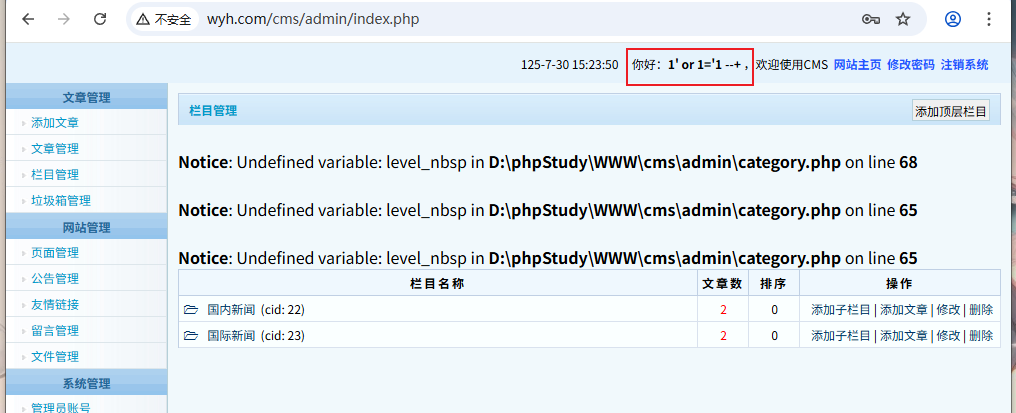 不安全 wyh.com/cms/admin/index.php
125-7-30 15:23:50 你好：1' or 1='1 --+ ，欢迎使用CMS 网站主页 修改密码 注销系统
文章管理
添加文章
文章管理
栏目管理
垃圾箱管理
网站管理
页面管理
公告管理
友情链接
留言管理
文件管理
系统管理
管理员账号
栏目管理 添加顶层栏目
Notice: Undefined variable: level_nbsp in D:\phpStudy\WWW\cms\admin\category.php on line 68
Notice: Undefined variable: level_nbsp in D:\phpStudy\WWW\cms\admin\category.php on line 65
Notice: Undefined variable: level_nbsp in D:\phpStudy\WWW\cms\admin\category.php on line 65
栏目名称 文章数 排序 操作
国内新闻 (cid: 22) 2 0 添加子栏目 | 添加文章 | 修改 | 删除
国际新闻 (cid: 23) 2 0 添加子栏目 | 添加文章 | 修改 | 删除